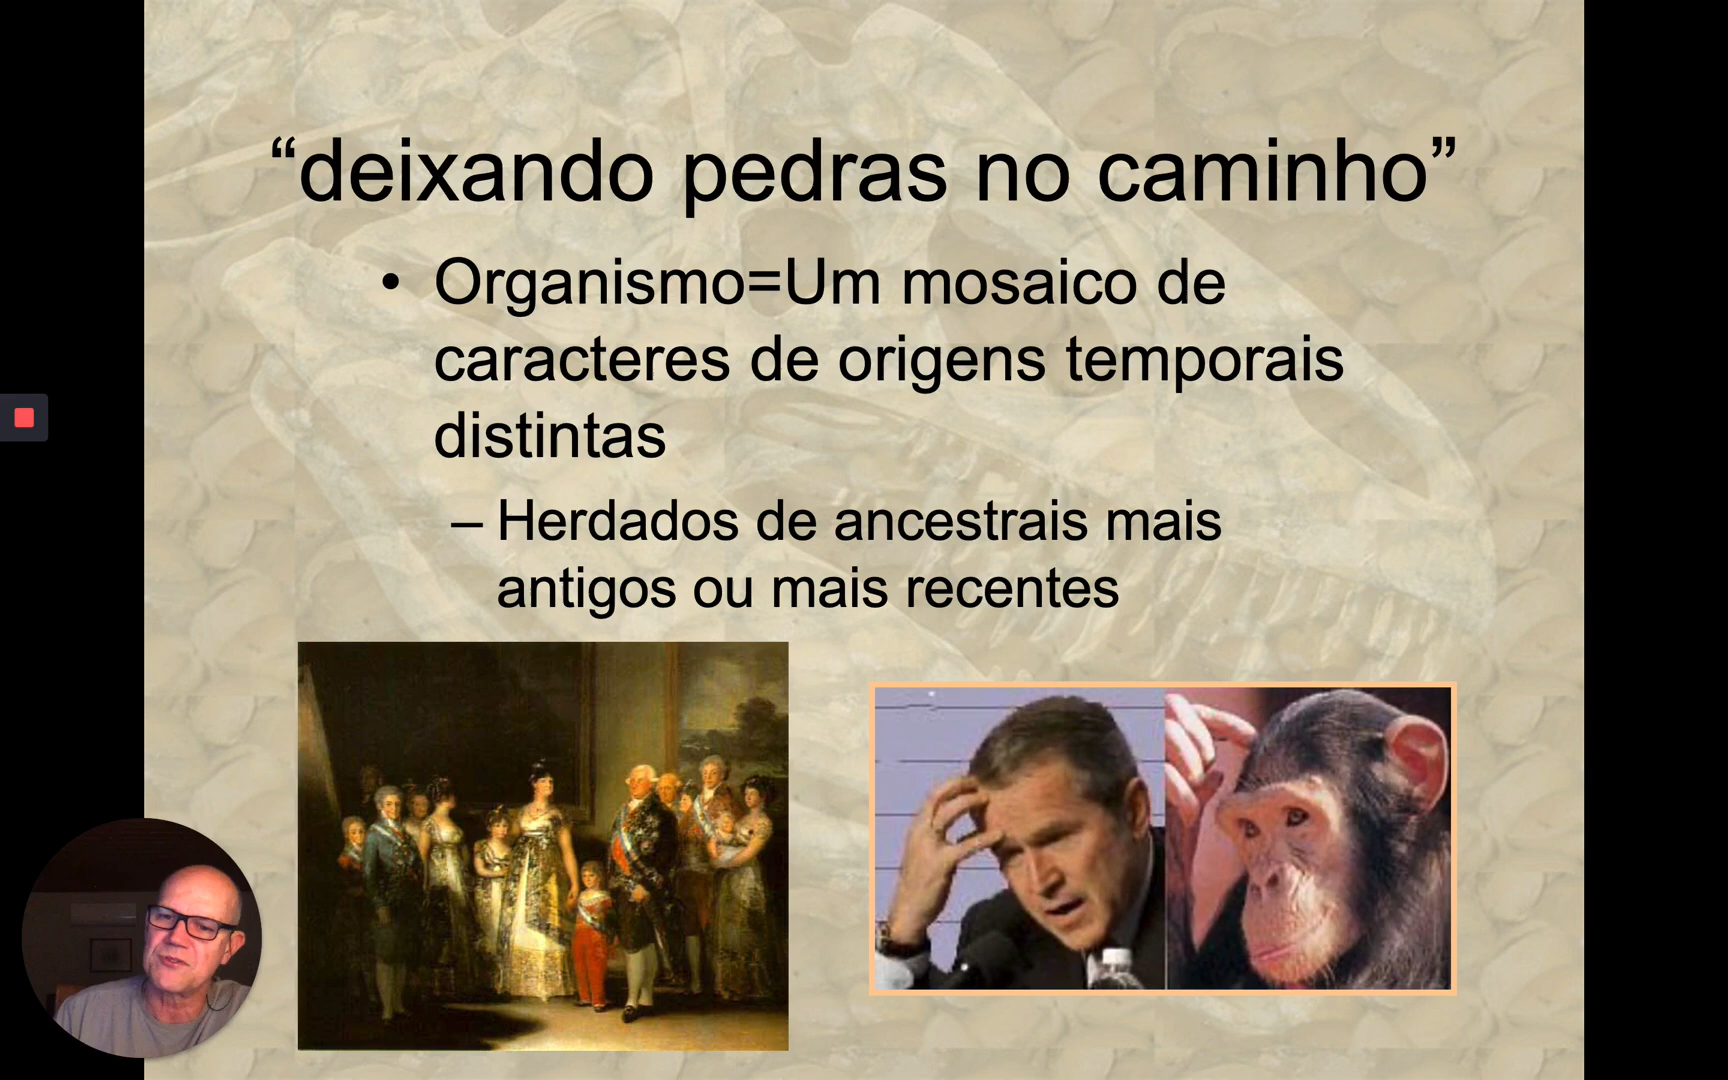 “deixando pedras no caminho”
• Organismo=Um mosaico de
caracteres de origens temporais
distintas
– Herdados de ancestrais mais
antigos ou mais recentes